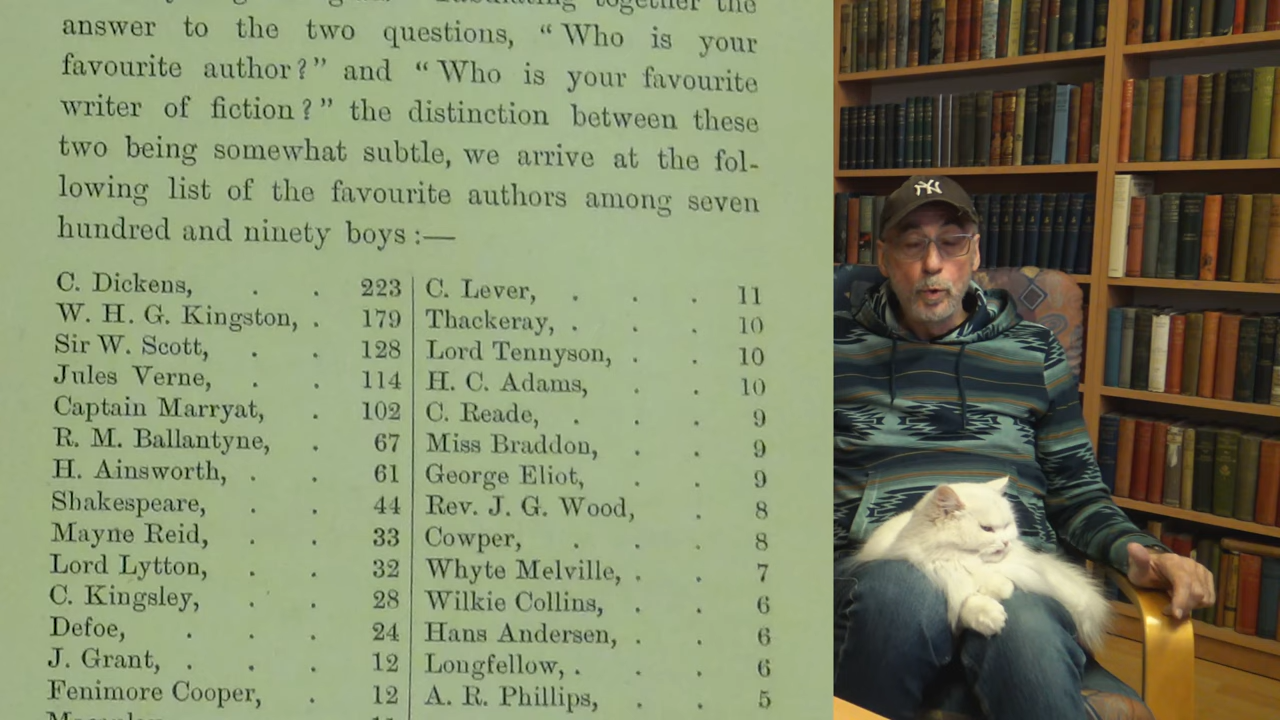 together the
answer to the two questions, “ Who is your
favourite author ? ” and “ Who is your favourite
writer of fiction ? ” the distinction between these
two being somewhat subtle, we arrive at the fol-
lowing list of the favourite authors among seven
hundred and ninety boys :—
C. Dickens, . . 223
W. H. G. Kingston, . 179
Sir W. Scott, . . 128
Jules Verne, . . 114
Captain Marryat, . 102
R. M. Ballantyne, . 67
H. Ainsworth, . . 61
Shakespeare, . . 44
Mayne Reid, . . 33
Lord Lytton, . . 32
C. Kingsley, . . 28
Defoe, . . . 24
J. Grant, . . . 12
Fenimore Cooper, . 12
C. Lever, . . . 11
Thackeray, . . . 10
Lord Tennyson, . . 10
H. C. Adams, . . 10
C. Reade, . . . 9
Miss Braddon, . . 9
George Eliot, . . 9
Rev. J. G. Wood, . 8
Cowper, . . . 8
Whyte Melville, . . 7
Wilkie Collins, . . 6
Hans Andersen, . . 6
Longfellow, . . . 6
A. R. Phillips, . . 5
NY